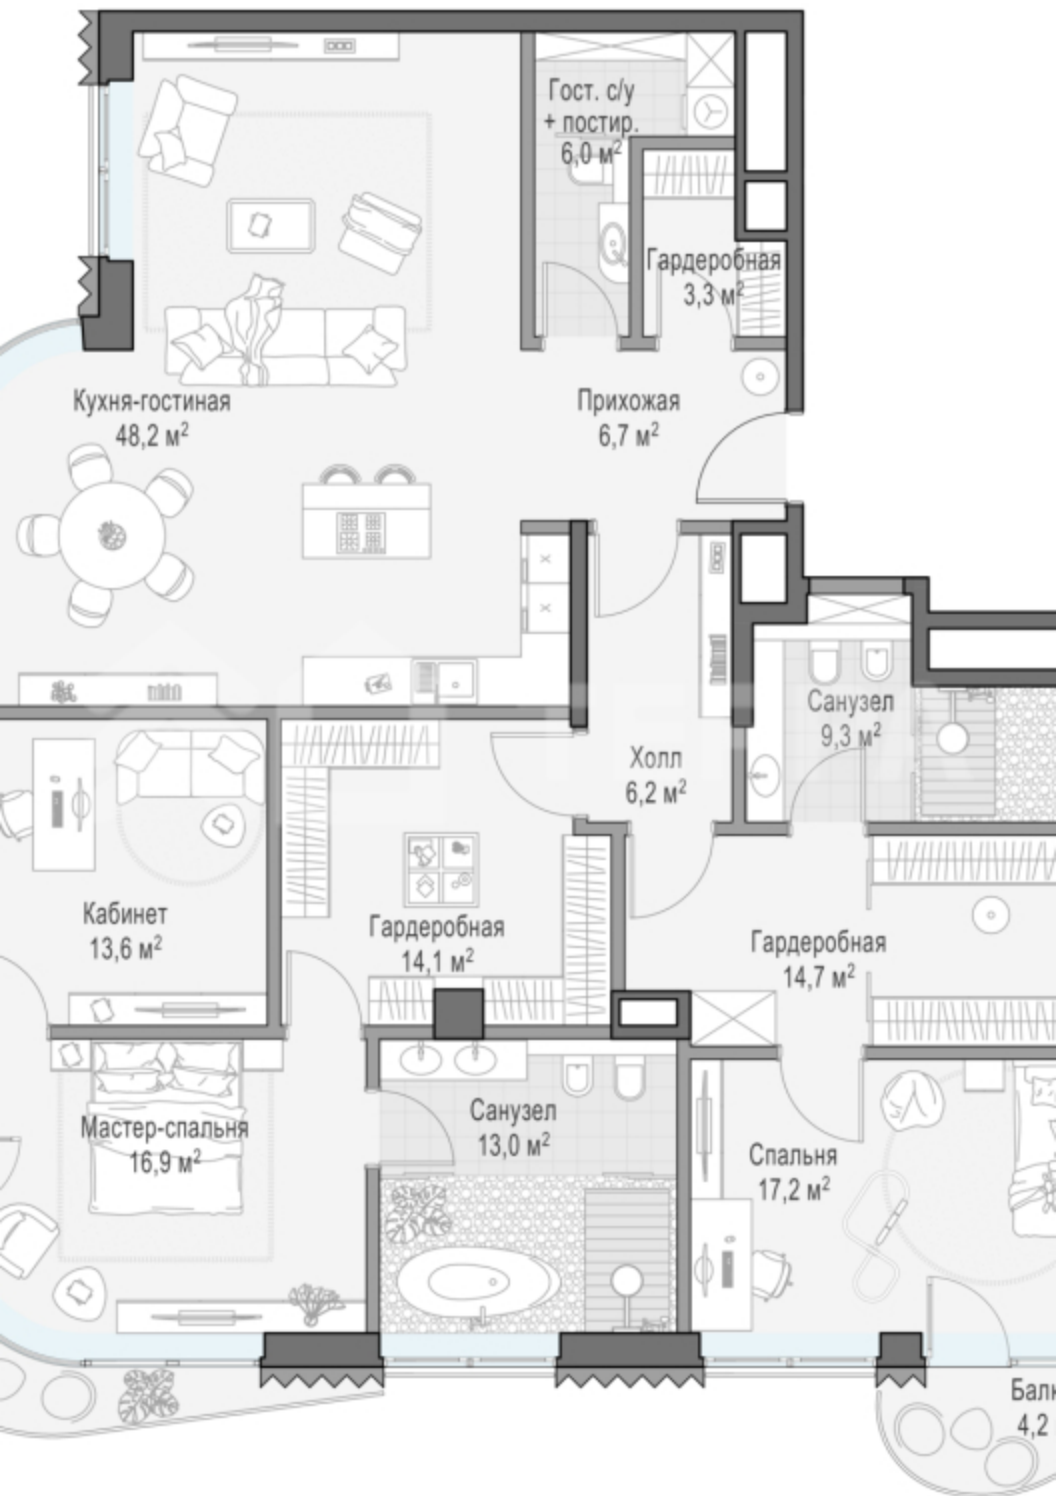 Гост. с/у
+ постир.
6,0 м²
Гардеробная
3,3 м²
Кухня-гостиная
48,2 м²
Прихожая
6,7 м²
Санузел
9,3 м²
Холл
6,2 м²
Кабинет
13,6 м²
Гардеробная
14,1 м²
Гардеробная
14,7 м²
Мастер-спальня
16,9 м²
Санузел
13,0 м²
Спальня
17,2 м²
4,2